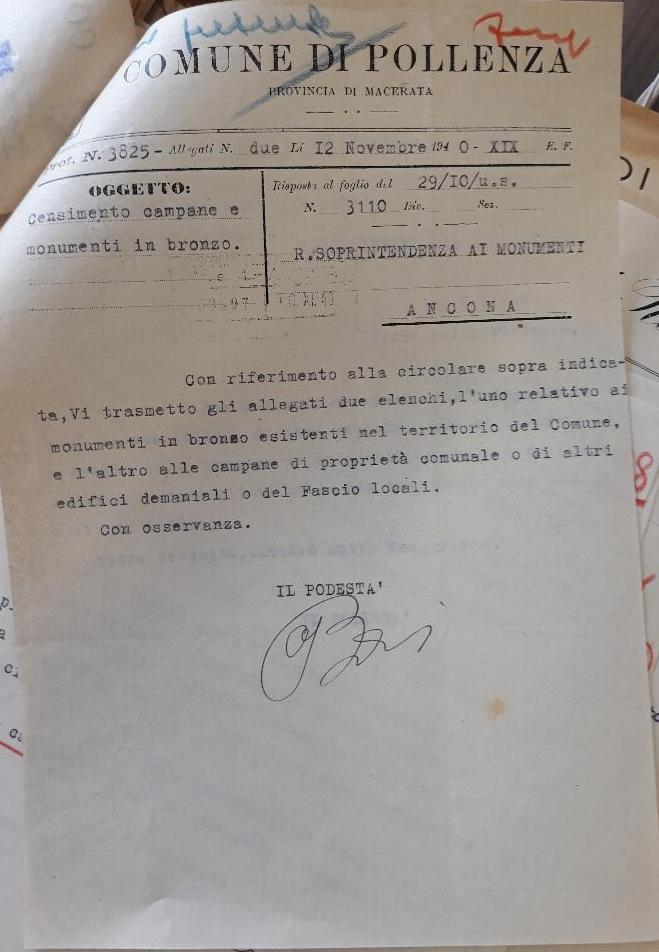 COMUNE DI POLLENZA
PROVINCIA DI MACERATA
Prot. N. 3825 - Allegati N. due Li 12 Novembre 1940 - XIX E. F.
OGGETTO:
Censimento campane e
monumenti in bronzo.
Risposta al foglio del 29/10/u.s.
N. 3110 Div. Sez.
R.SOPRINTENDENZA AI MONUMENTI
ANCONA
Con riferimento alla circolare sopra indica-
ta,Vi trasmetto gli allegati due elenchi,l'uno relativo ai
monumenti in bronzo esistenti nel territorio del Comune,
e l'altro alle campane di proprietà comunale o di altri
edifici demaniali o del Fascio locali.
Con osservanza.
IL PODESTA'